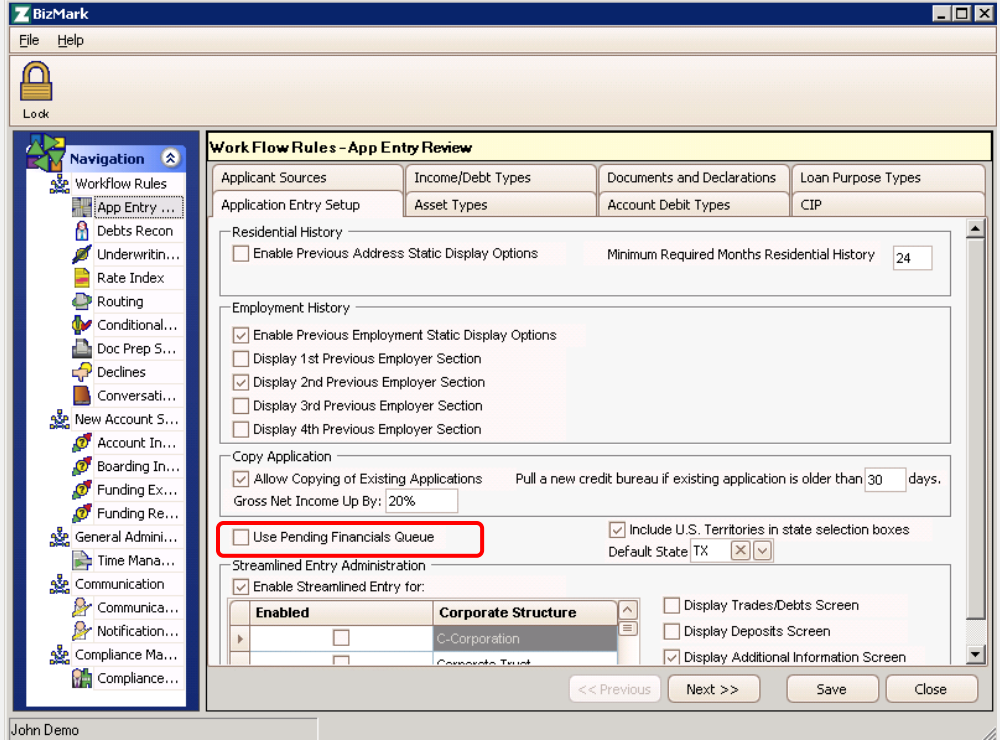 BizMark
File Help
Lock
Navigation
Workflow Rules
App Entry ...
Debts Recon
Underwritin...
Rate Index
Routing
Conditional...
Doc Prep S...
Declines
Conversati...
New Account S...
Account In...
Boarding In...
Funding Ex...
Funding Re...
General Admini...
Time Mana...
Communication
Communica...
Notification...
Compliance Ma...
Compliance...
Work Flow Rules - App Entry Review
Applicant Sources Income/Debt Types Documents and Declarations Loan Purpose Types
Application Entry Setup Asset Types Account Debit Types CIP
Residential History
Enable Previous Address Static Display Options Minimum Required Months Residential History 24
Employment History
Enable Previous Employment Static Display Options
Display 1st Previous Employer Section
Display 2nd Previous Employer Section
Display 3rd Previous Employer Section
Display 4th Previous Employer Section
Copy Application
Allow Copying of Existing Applications Pull a new credit bureau if existing application is older than 30 days.
Gross Net Income Up By: 20%
Use Pending Financials Queue Include U.S. Territories in state selection boxes
Default State TX
Streamlined Entry Administration
Enable Streamlined Entry for:
Enabled Corporate Structure
C-Corporation
Corporate Trust
Display Trades/Debts Screen
Display Deposits Screen
Display Additional Information Screen
<< Previous Next >> Save Close
John Demo